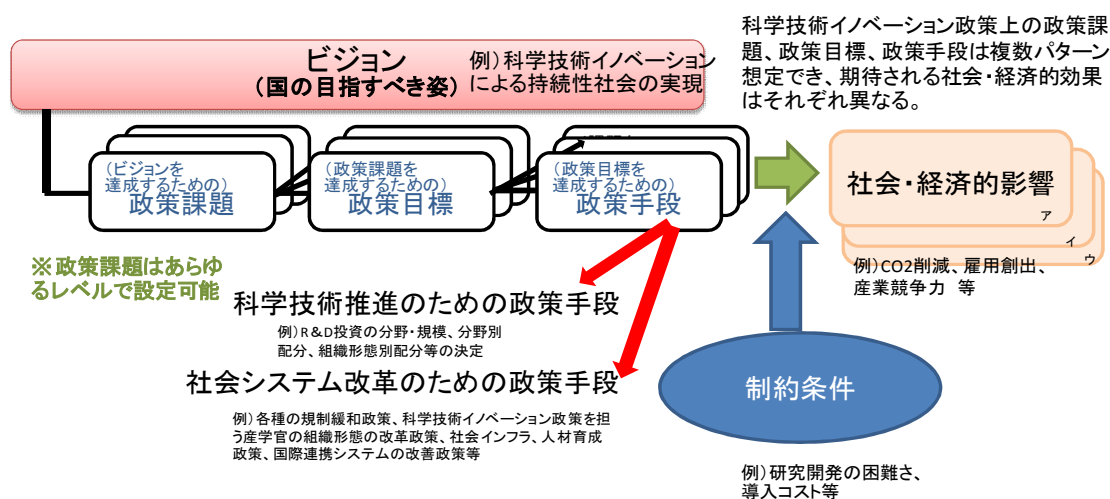 科学技術イノベーション政策上の政策課
題、政策目標、政策手段は複数パターン
想定でき、期待される社会・経済的効果
はそれぞれ異なる。
ビジョン
(国の目指すべき姿)
例)科学技術イノベーション
による持続性社会の実現
(ビジョンを
達成するための)
政策課題
(政策課題を
達成するための)
政策目標
(政策目標を
達成するための)
政策手段
社会・経済的影響
ア
イ
ウ
例)CO2削減、雇用創出、
産業競争力 等
※政策課題はあらゆ
るレベルで設定可能
科学技術推進のための政策手段
例)R&D投資の分野・規模、分野別
配分、組織形態別配分等の決定
社会システム改革のための政策手段
例)各種の規制緩和政策、科学技術イノベーション政策を担
う産学官の組織形態の改革政策、社会インフラ、人材育成
政策、国際連携システムの改善政策等
制約条件
例)研究開発の困難さ、
導入コスト等